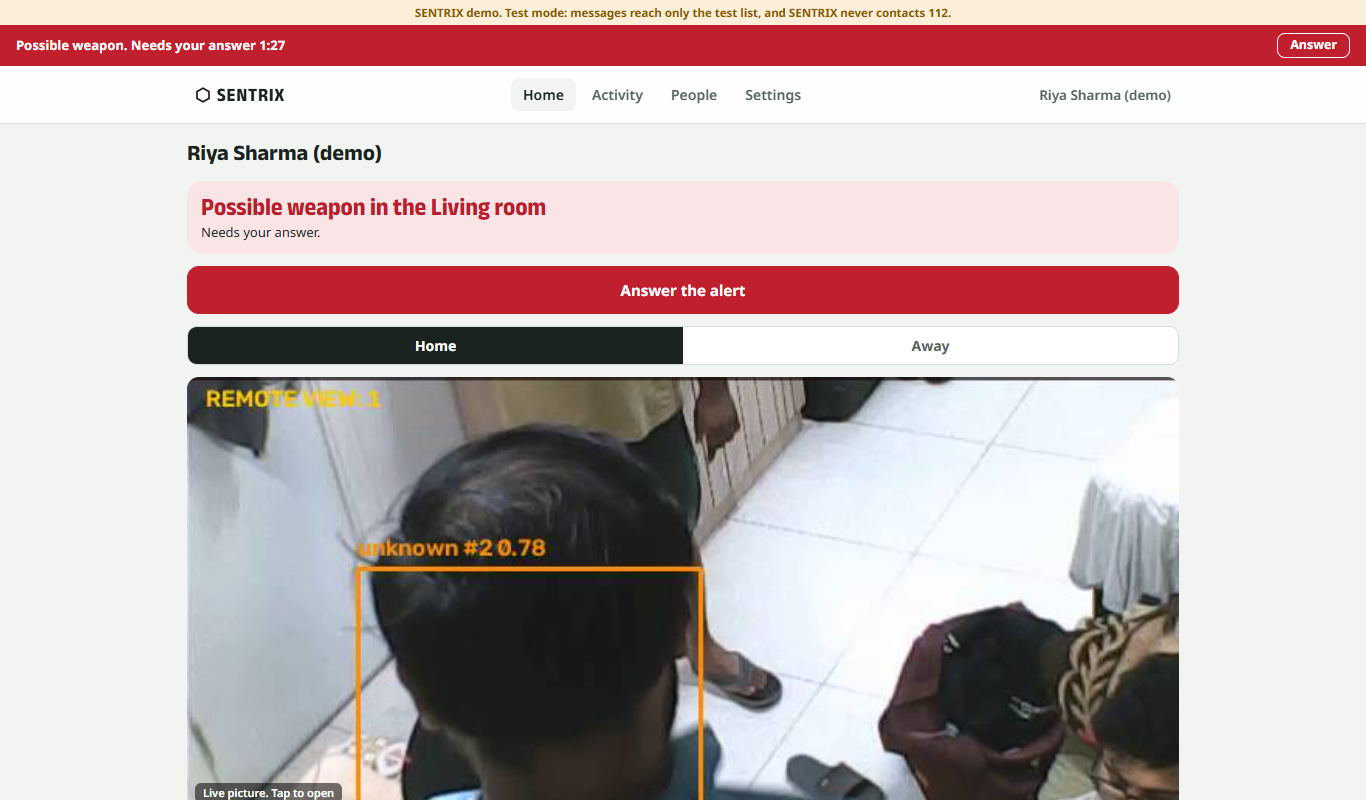 SENTRIX demo. Test mode: messages reach only the test list, and SENTRIX never contacts 112.
Possible weapon. Needs your answer 1:27
Answer
SENTRIX
Home
Activity
People
Settings
Riya Sharma (demo)
Riya Sharma (demo)
Possible weapon in the Living room
Needs your answer.
Answer the alert
Home
Away
REMOTE VIEW: 1
unknown #2 0.78
Live picture. Tap to open